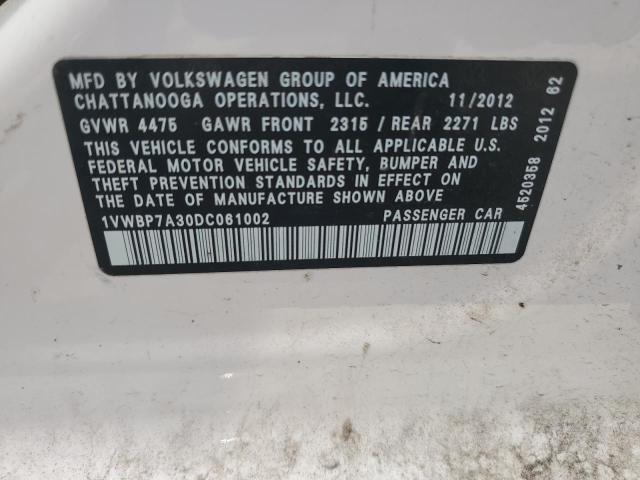 MFD BY VOLKSWAGEN GROUP OF AMERICA
CHATTANOOGA OPERATIONS, LLC. 11/2012
GVWR 4475 GAWR FRONT 2315 / REAR 2271 LBS
THIS VEHICLE CONFORMS TO ALL APPLICABLE U.S.
FEDERAL MOTOR VEHICLE SAFETY, BUMPER AND
THEFT PREVENTION STANDARDS IN EFFECT ON
THE DATE OF MANUFACTURE SHOWN ABOVE
1VWBP7A30DC061002 PASSENGER CAR
4520358 2012 62